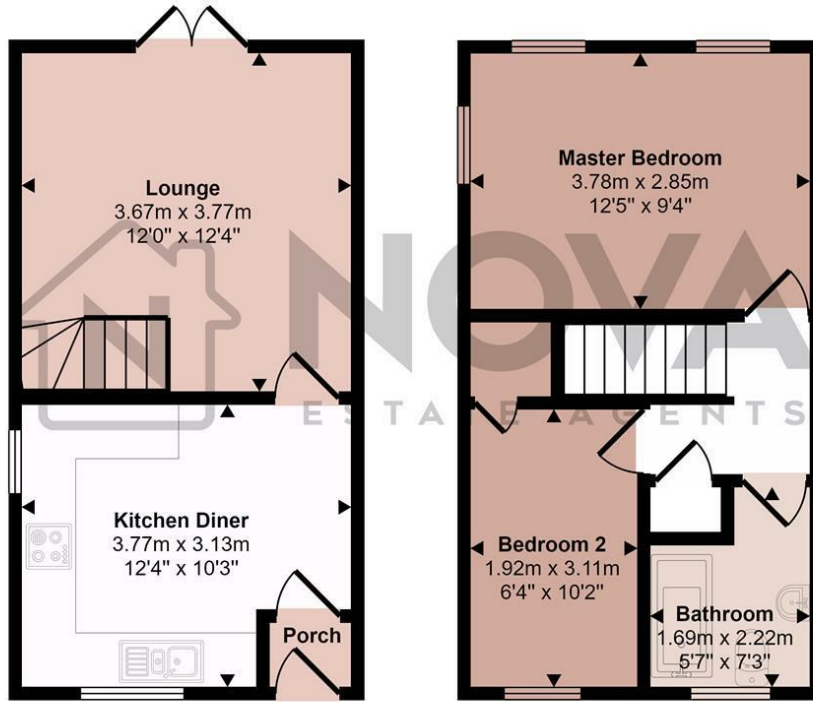 Lounge
3.67m x 3.77m
12'0" x 12'4"
Kitchen Diner
3.77m x 3.13m
12'4" x 10'3"
Porch
Master Bedroom
3.78m x 2.85m
12'5" x 9'4"
Bedroom 2
1.92m x 3.11m
6'4" x 10'2"
Bathroom
1.69m x 2.22m
5'7" x 7'3"
N NOVA
ESTATE AGENTS